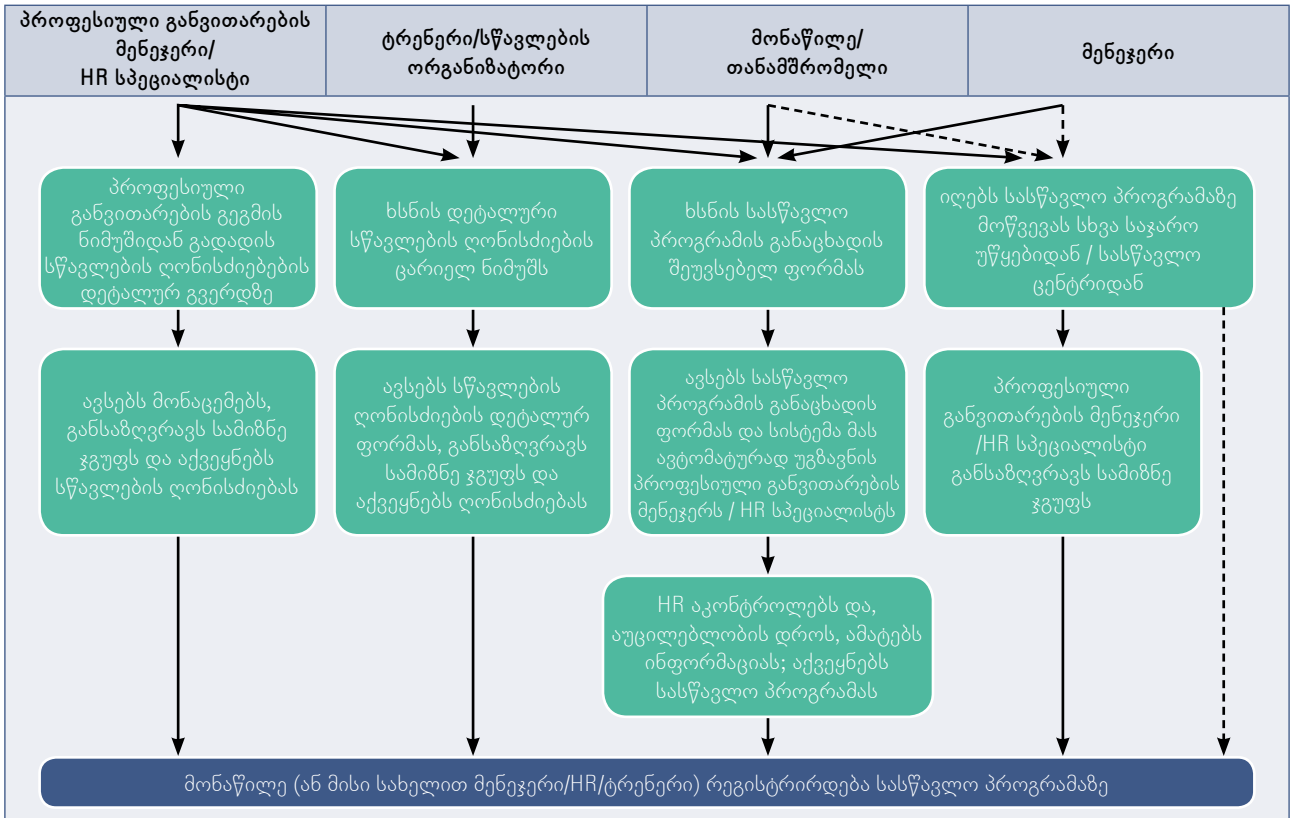 პროფესიული განვითარების
მენეჯერი/
HR სპეციალისტი
ტრენერი/სწავლების
ორგანიზატორი
მონაწილე/
თანამშრომელი
მენეჯერი
პროფესიული
განვითარების გეგმის
ნიმუშიდან გადადის
სწავლების ღონისძიებების
დეტალურ გვერდზე
ხსნის დეტალური
სწავლების ღონისძიების
ცარიელ ნიმუშს
ხსნის სასწავლო
პროგრამის განაცხადის
შეუვსებელ ფორმას
იღებს სასწავლო პროგრამაზე
მოწვევას სხვა საჯარო
უწყებიდან / სასწავლო
ცენტრიდან
ავსებს მონაცემებს,
განსაზღვრავს სამიზნე
ჯგუფს და აქვეყნებს
სწავლების ღონისძიებას
ავსებს სწავლების
ღონისძიების დეტალურ
ფორმას, განსაზღვრავს
სამიზნე ჯგუფს და
აქვეყნებს ღონისძიებას
ავსებს სასწავლო
პროგრამის განაცხადის
ფორმას და სისტემა მას
ავტომატურად უგზავნის
პროფესიული განვითარების
მენეჯერს / HR სპეციალისტს
პროფესიული
განვითარების მენეჯერი
/HR სპეციალისტი
განსაზღვრავს სამიზნე
ჯგუფს
HR აკონტროლებს და,
აუცილებლობის დროს, ამატებს
ინფორმაციას; აქვეყნებს
სასწავლო პროგრამას
მონაწილე (ან მისი სახელით მენეჯერი/HR/ტრენერი) რეგისტრირდება სასწავლო პროგრამაზე